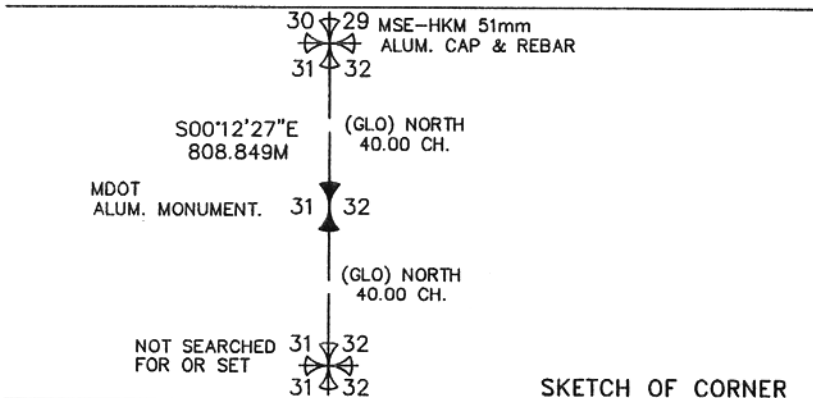 30 29 MSE-HKM 51mm
ALUM. CAP & REBAR
31 32
S00°12'27"E
808.849M
(GLO) NORTH
40.00 CH.
MDOT
ALUM. MONUMENT.
31 32
(GLO) NORTH
40.00 CH.
NOT SEARCHED
FOR OR SET
31 32
31 32
SKETCH OF CORNER